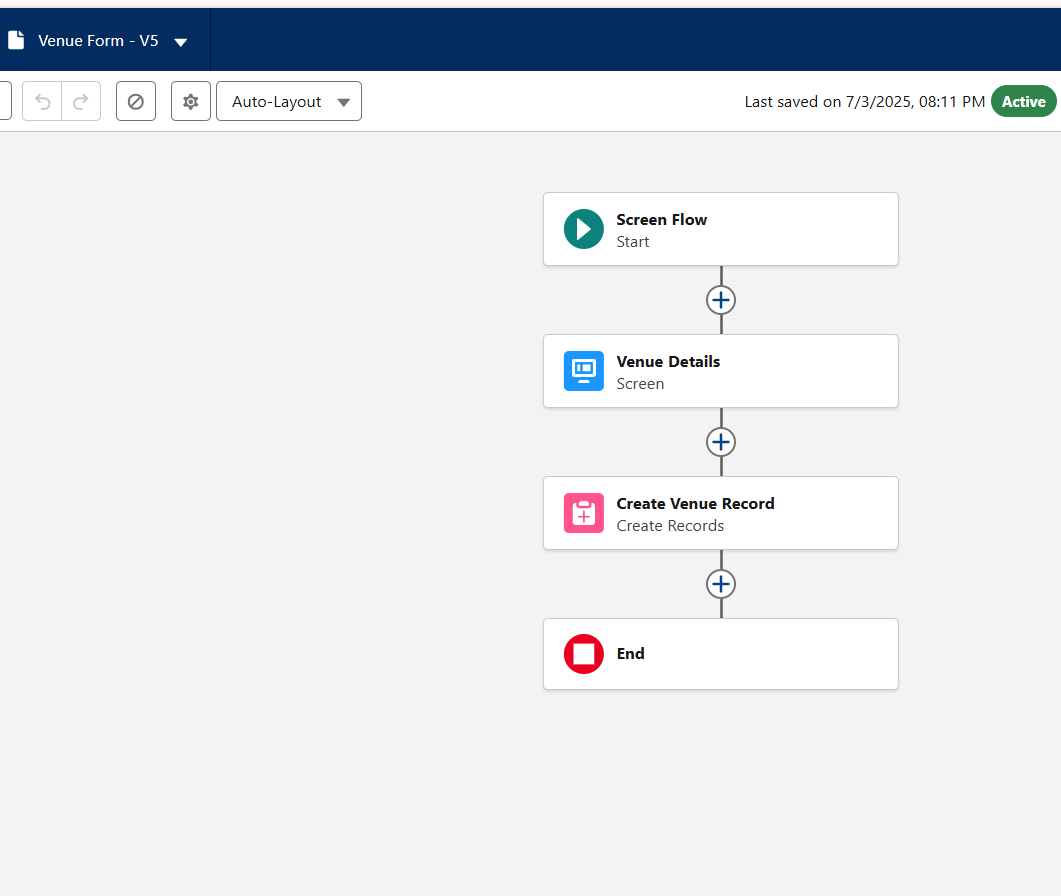 Venue Form - V5
Auto-Layout
Last saved on 7/3/2025, 08:11 PM
Active
Screen Flow
Start
Venue Details
Screen
Create Venue Record
Create Records
End